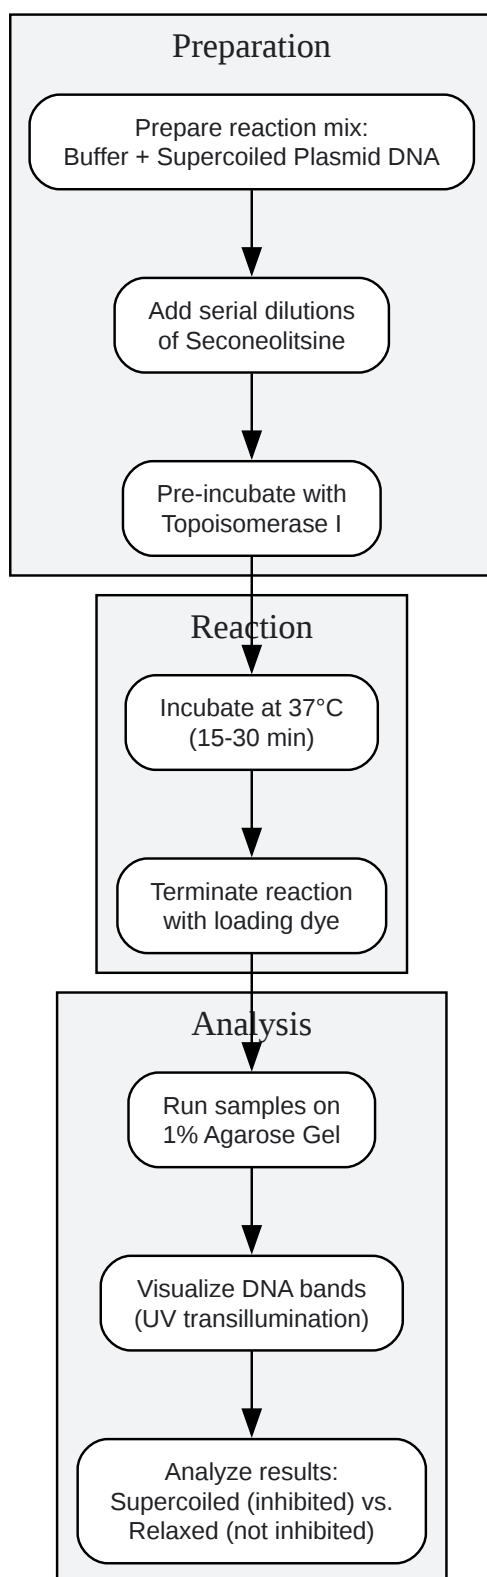 Preparation
Prepare reaction mix:
Buffer + Supercoiled Plasmid DNA
Add serial dilutions
of Seconeolitsine
Pre-incubate with
Topoisomerase I
Reaction
Incubate at 37°C
(15-30 min)
Terminate reaction
with loading dye
Analysis
Run samples on
1% Agarose Gel
Visualize DNA bands
(UV transillumination)
Analyze results:
Supercoiled (inhibited) vs.
Relaxed (not inhibited)